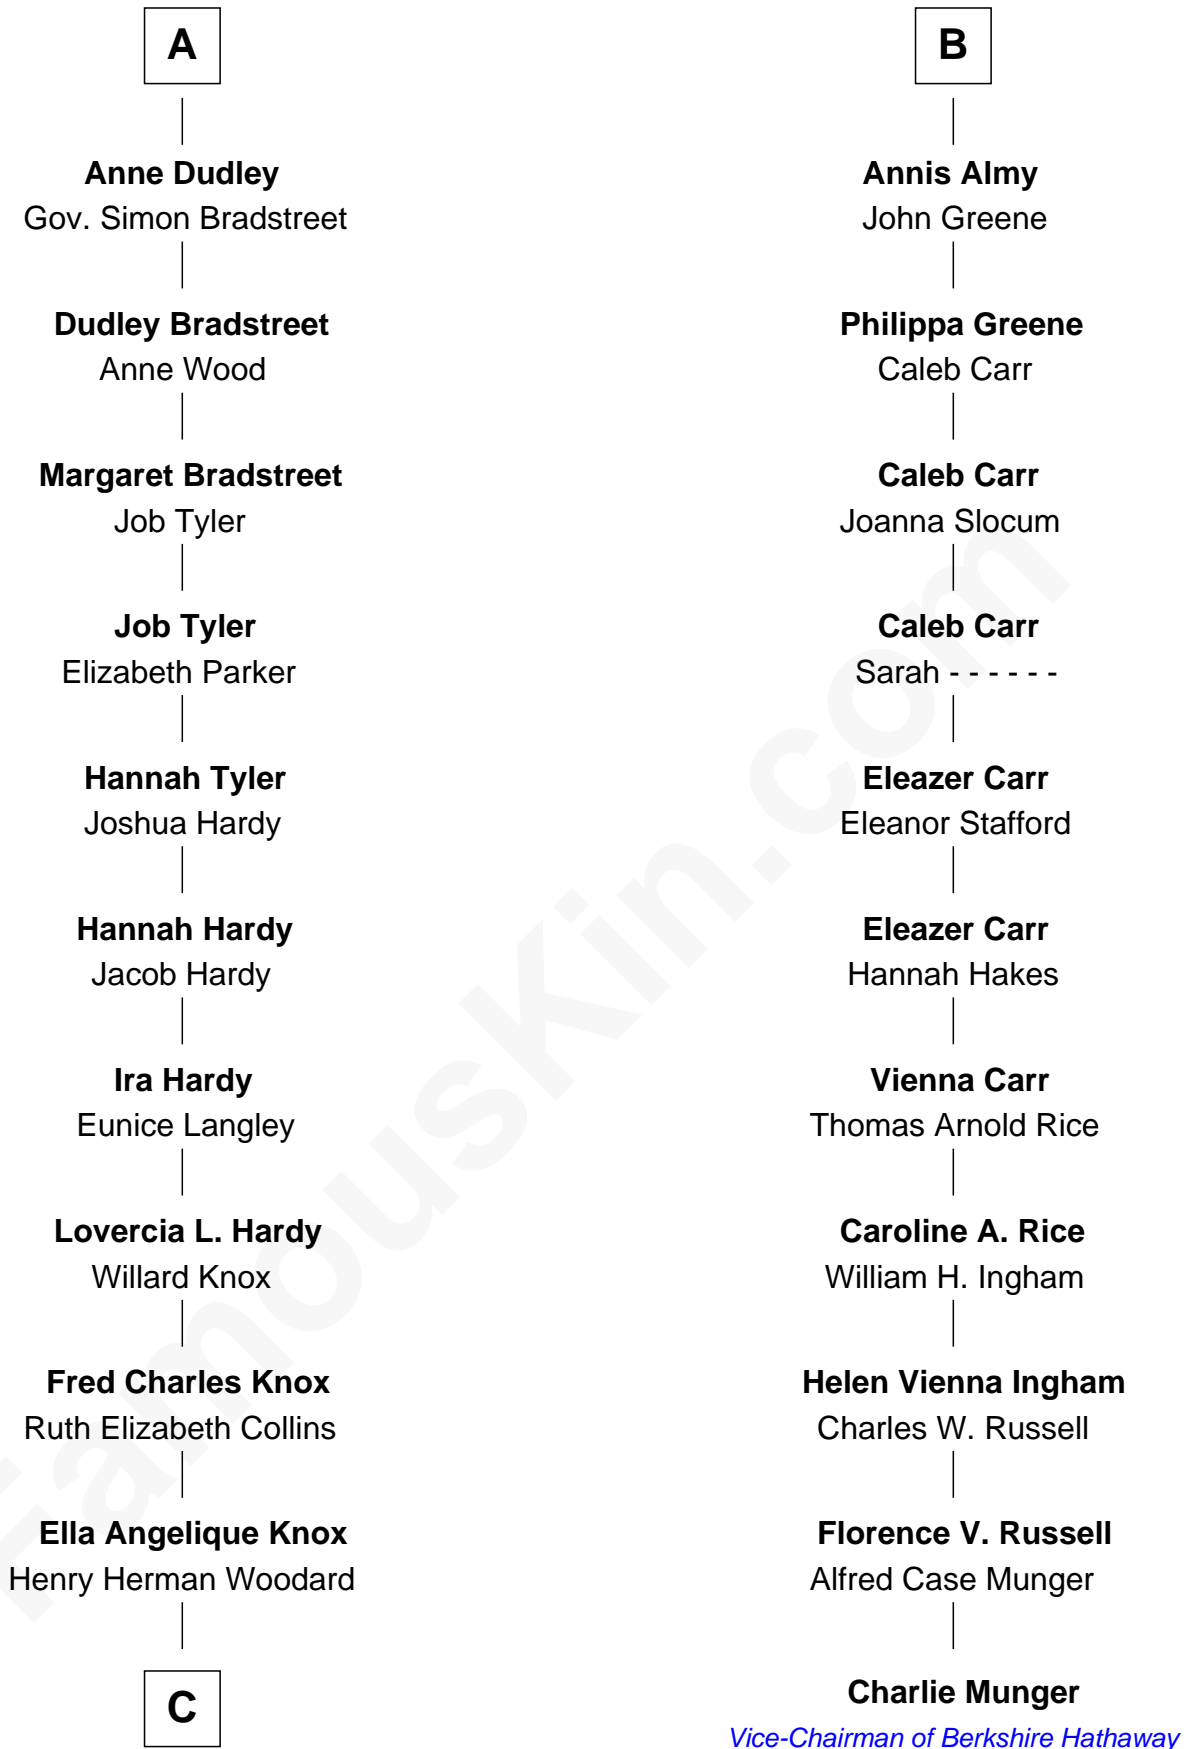 A
Anne Dudley
Gov. Simon Bradstreet
Dudley Bradstreet
Anne Wood
Margaret Bradstreet
Job Tyler
Job Tyler
Elizabeth Parker
Hannah Tyler
Joshua Hardy
Hannah Hardy
Jacob Hardy
Ira Hardy
Eunice Langley
Lovercia L. Hardy
Willard Knox
Fred Charles Knox
Ruth Elizabeth Collins
Ella Angelique Knox
Henry Herman Woodard
C
B
Annis Almy
John Greene
Philippa Greene
Caleb Carr
Caleb Carr
Joanna Slocum
Caleb Carr
Sarah - - - - - -
Eleazer Carr
Eleanor Stafford
Eleazer Carr
Hannah Hakes
Vienna Carr
Thomas Arnold Rice
Caroline A. Rice
William H. Ingham
Helen Vienna Ingham
Charles W. Russell
Florence V. Russell
Alfred Case Munger
Charlie Munger
Vice-Chairman of Berkshire Hathaway
FamousKin.com